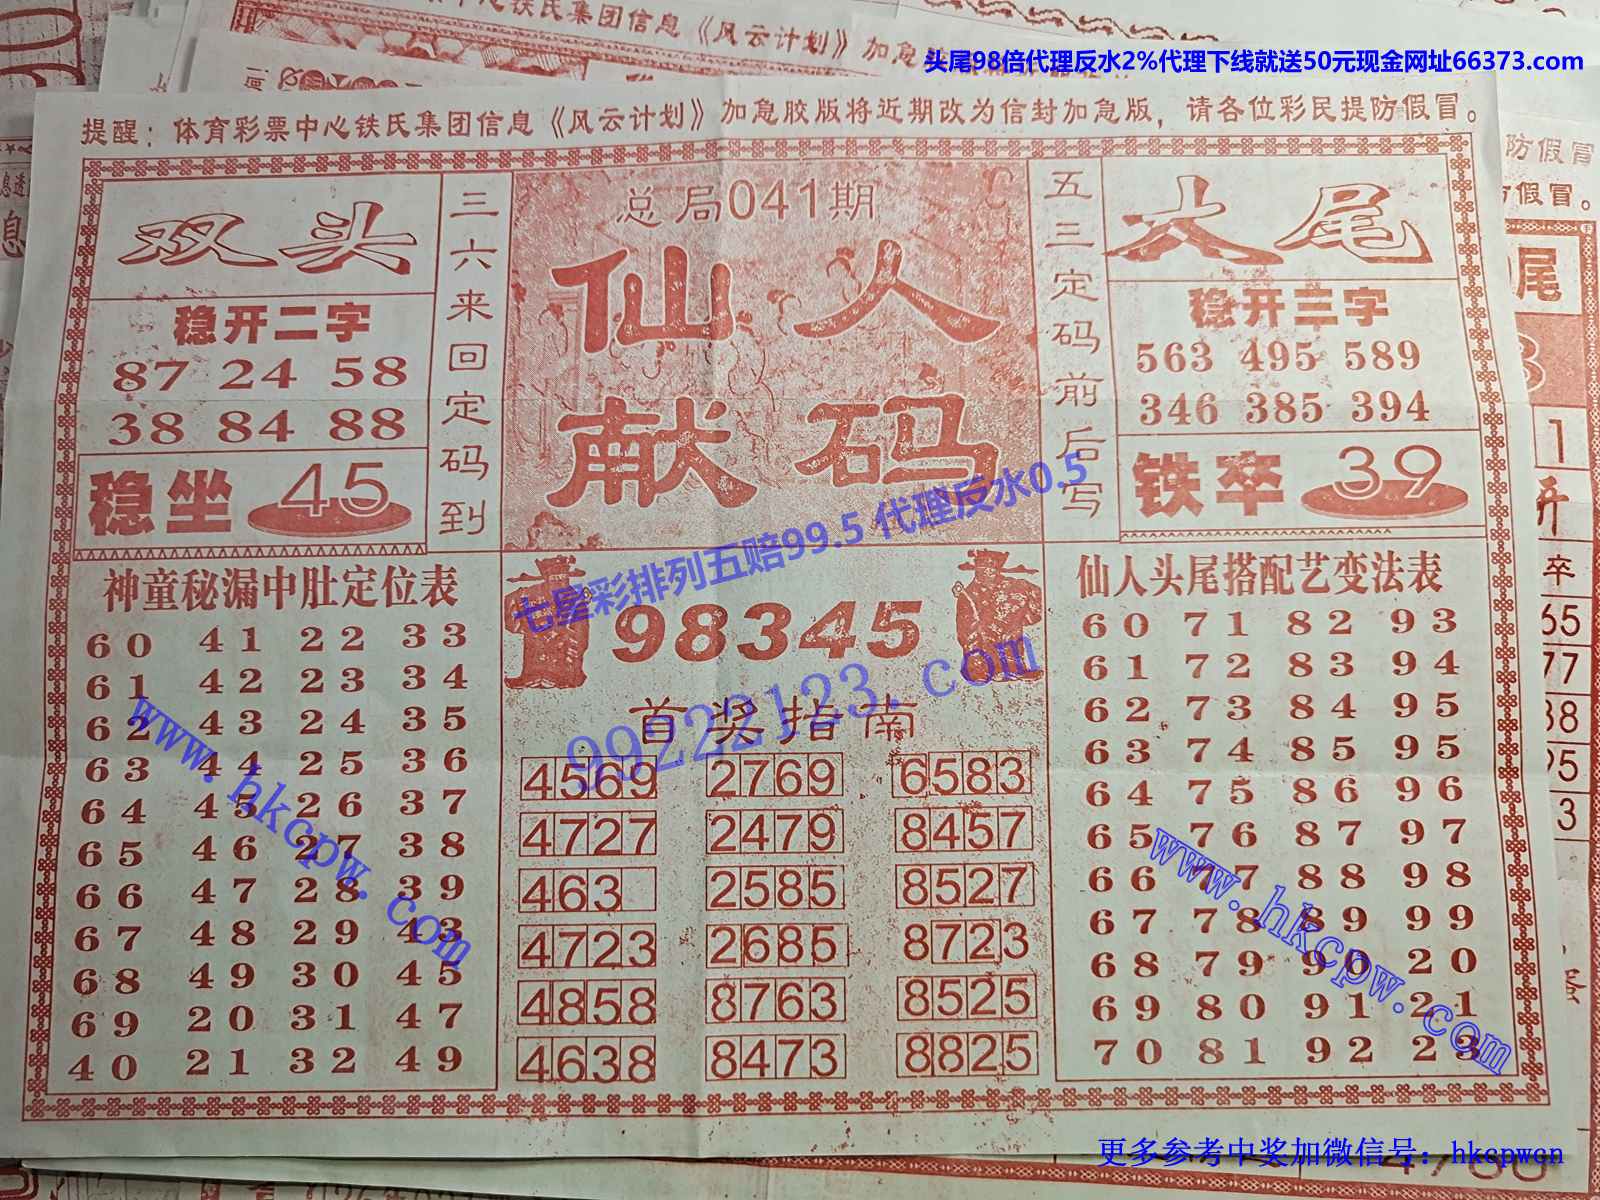 头尾98倍代理反水2%代理下线就送50元现金网址66373.com
提醒：体育彩票中心铁氏集团信息《风云计划》加急胶版将近期改为信封加急版，请各位彩民提防假冒。
双头
稳开二字
87 24 58
38 84 88
稳坐 45
三六来回定码到
总局041期
仙人
献码
五三定码前后写
大尾
稳开三字
563 495 589
346 385 394
铁卒 39
七星彩排列五赔99.5 代理反水0.5
99222123.com
神童秘漏中肚定位表
60 41 22 33
61 42 23 34
62 43 24 35
63 44 25 36
64 45 26 37
65 46 27 38
66 47 28 39
67 48 29 43
68 49 30 45
69 20 31 47
40 21 32 49
www.hkcpw.com
98345
首奖指南
4569 2769 6583
4727 2479 8457
463 2585 8527
4723 2685 8723
4858 8763 8525
4638 8473 8825
仙人头尾搭配艺变法表
60 71 82 93
61 72 83 94
62 73 84 95
63 74 85 95
64 75 86 96
65 76 87 97
66 77 88 98
67 78 89 99
68 79 90 20
69 80 91 21
70 81 92 23
www.hkcpw.com
更多参考中奖加微信号：hkcpwcn